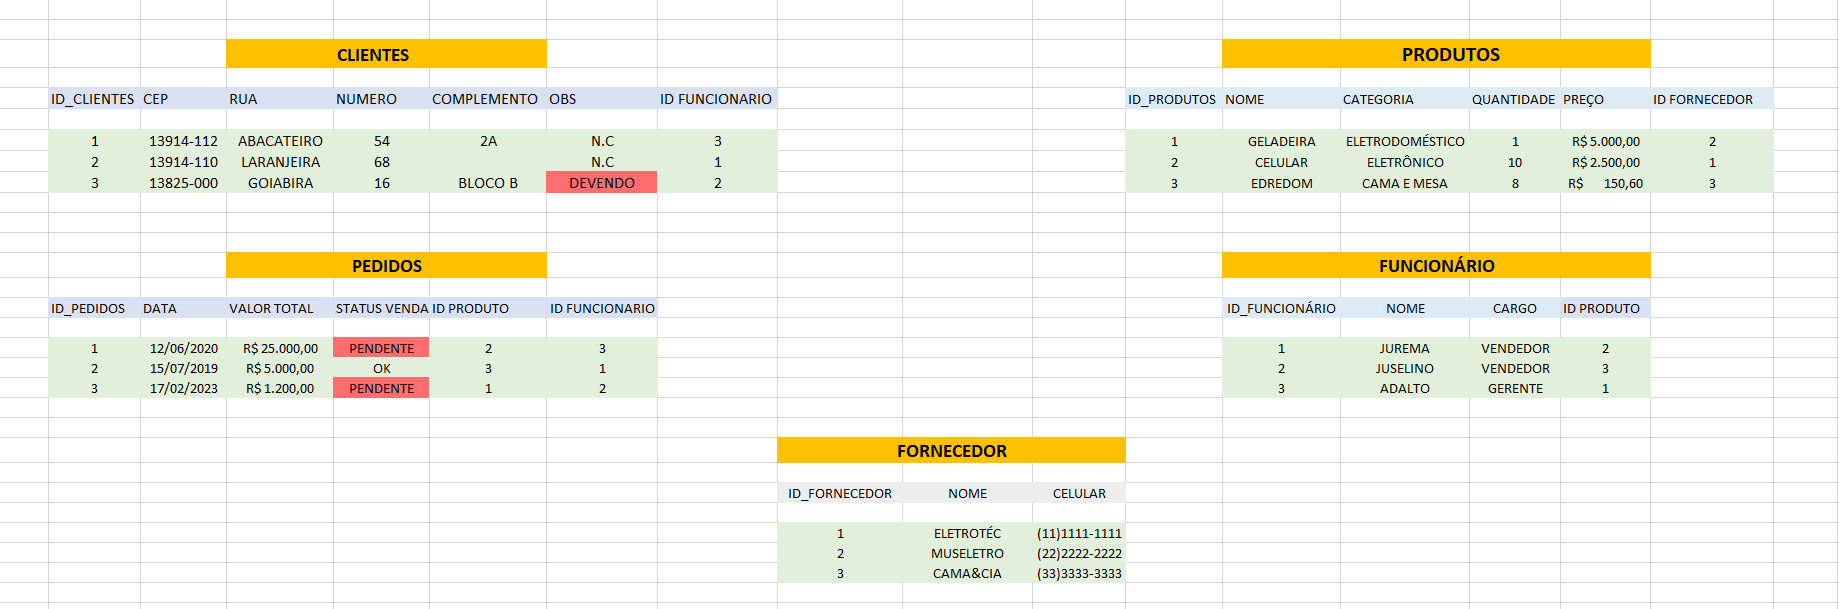 CLIENTES
ID_CLIENTES CEP RUA NUMERO COMPLEMENTO OBS ID FUNCIONARIO
1 13914-112 ABACATEIRO 54 2A N.C 3
2 13914-110 LARANJEIRA 68 N.C 1
3 13825-000 GOIABIRA 16 BLOCO B DEVENDO 2
PRODUTOS
ID_PRODUTOS NOME CATEGORIA QUANTIDADE PREÇO ID FORNECEDOR
1 GELADEIRA ELETRODOMÉSTICO 1 R$ 5.000,00 2
2 CELULAR ELETRÔNICO 10 R$ 2.500,00 1
3 EDREDOM CAMA E MESA 8 R$ 150,60 3
PEDIDOS
ID_PEDIDOS DATA VALOR TOTAL STATUS VENDA ID PRODUTO ID FUNCIONARIO
1 12/06/2020 R$ 25.000,00 PENDENTE 2 3
2 15/07/2019 R$ 5.000,00 OK 3 1
3 17/02/2023 R$ 1.200,00 PENDENTE 1 2
FUNCIONÁRIO
ID_FUNCIONÁRIO NOME CARGO ID PRODUTO
1 JUREMA VENDEDOR 2
2 JUSELINO VENDEDOR 3
3 ADALTO GERENTE 1
FORNECEDOR
ID_FORNECEDOR NOME CELULAR
1 ELETROTÉC (11)1111-1111
2 MUSELETRO (22)2222-2222
3 CAMA&CIA (33)3333-3333